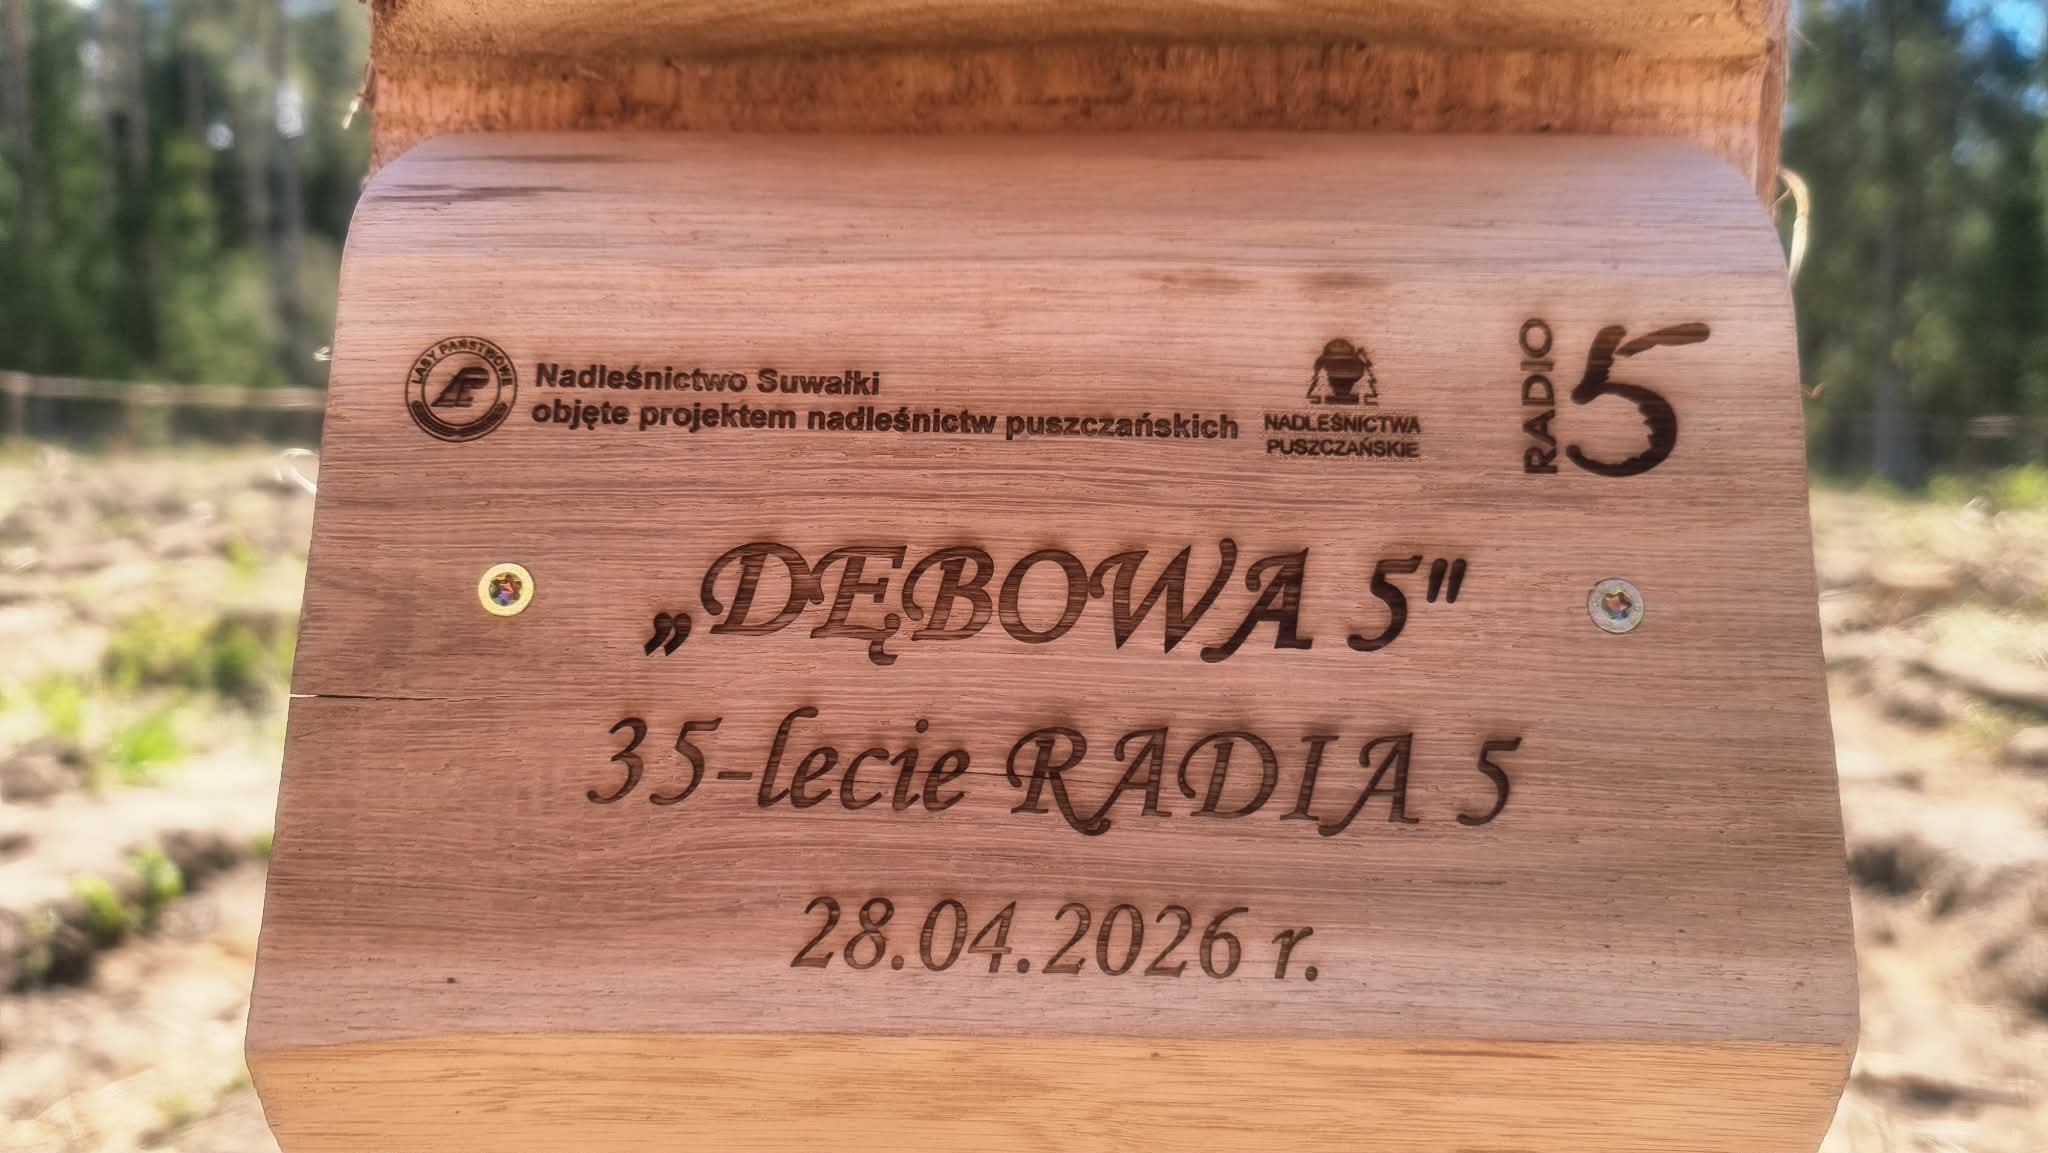 LASY PAŃSTWOWE
Nadleśnictwo Suwałki
objęte projektem nadleśnictw puszczańskich
NADLEŚNICTWA
PUSZCZAŃSKIE
RADIO 5
„DĘBOWA 5"
35-lecie RADIA 5
28.04.2026 r.